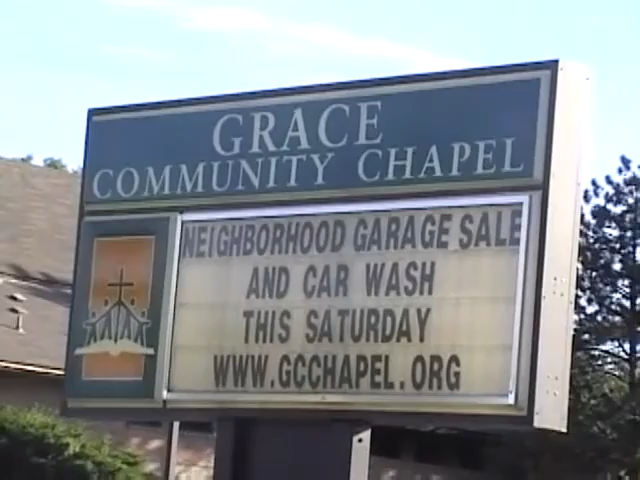 GRACE
COMMUNITY CHAPEL
NEIGHBORHOOD GARAGE SALE
AND CAR WASH
THIS SATURDAY
WWW.GCCHAPEL.ORG